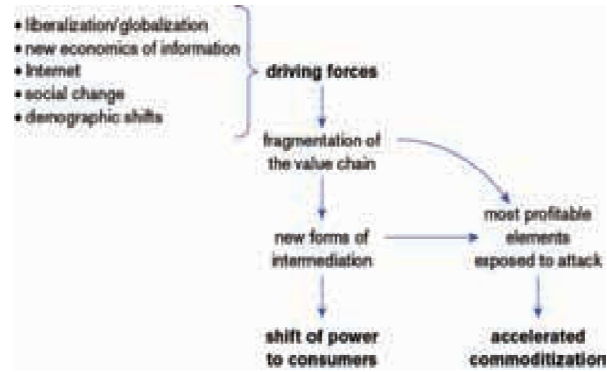 • liberalization/globalization
• new economics of information
• Internet
• social change
• demographic shifts
driving forces
fragmentation of
the value chain
new forms of
intermediation
most profitable
elements
exposed to attack
shift of power
to consumers
accelerated
commoditization